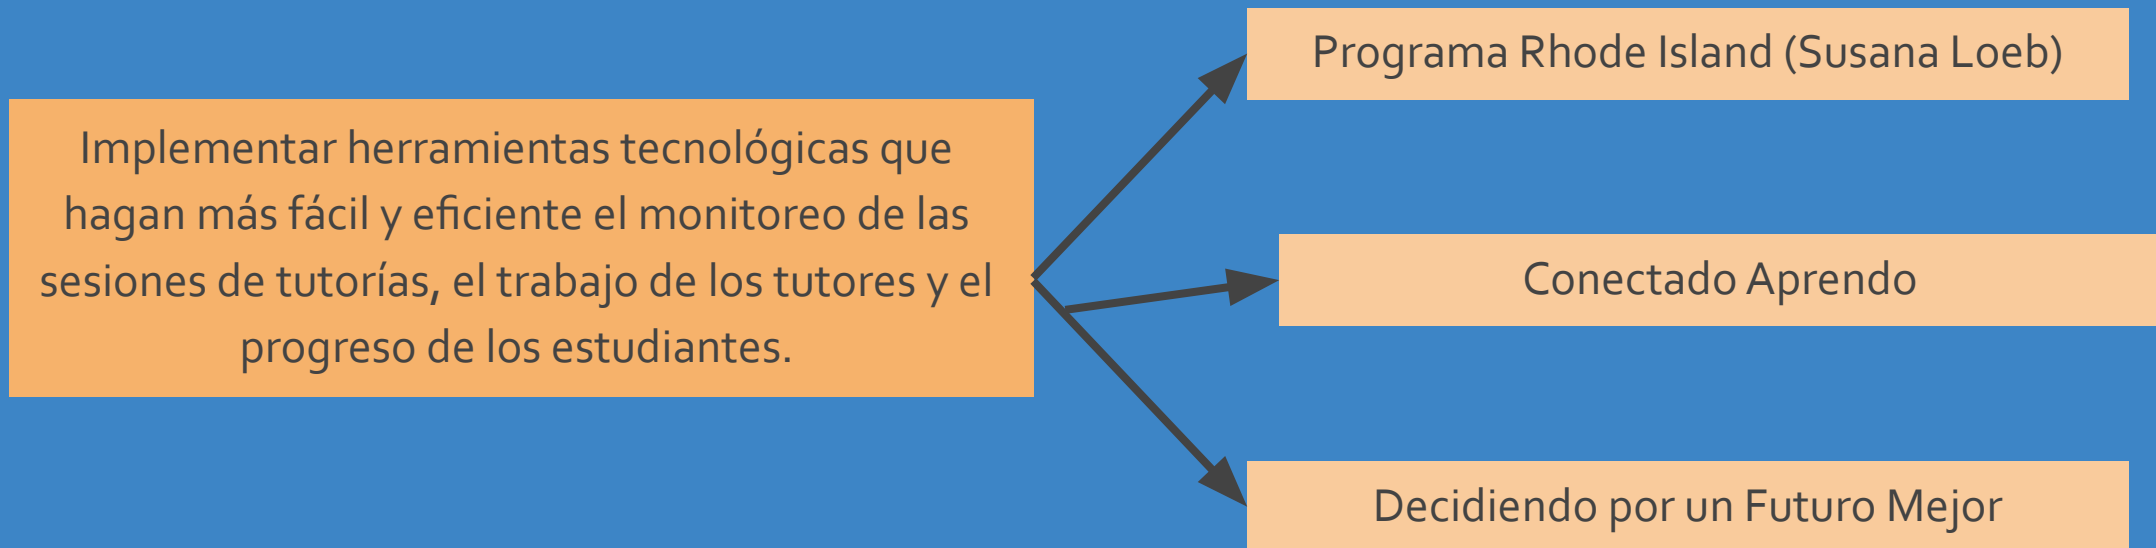 Implementar herramientas tecnológicas que
hagan más fácil y eficiente el monitoreo de las
sesiones de tutorías, el trabajo de los tutores y el
progreso de los estudiantes.
Programa Rhode Island (Susana Loeb)
Conectado Aprendo
Decidiendo por un Futuro Mejor